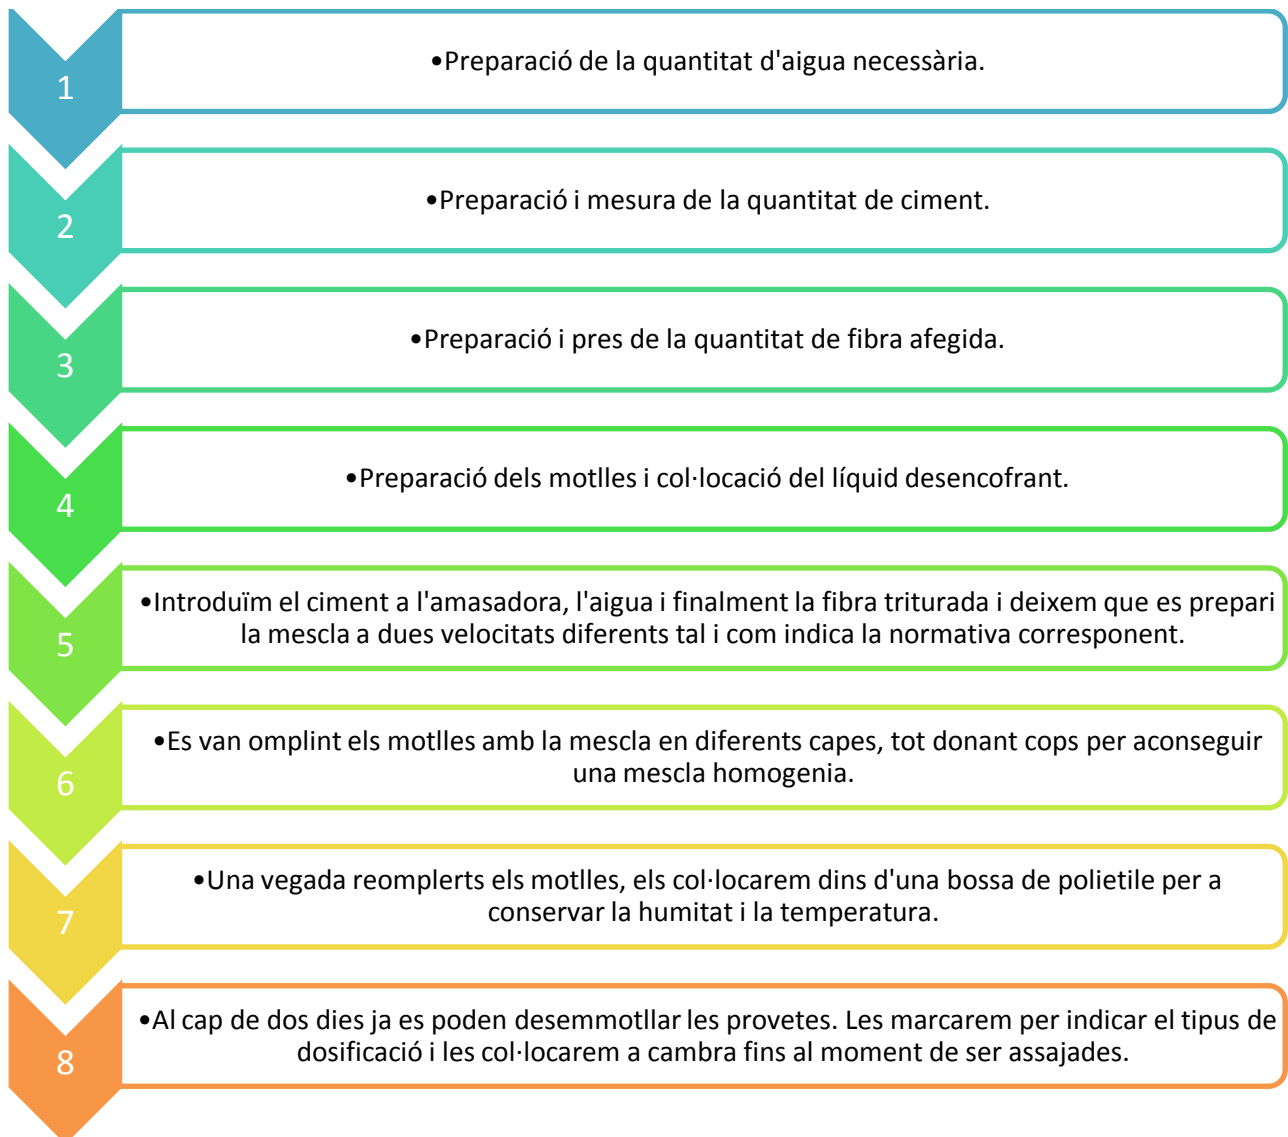 1
•Preparació de la quantitat d'aigua necessària.
2
•Preparació i mesura de la quantitat de ciment.
3
•Preparació i pres de la quantitat de fibra afegida.
4
•Preparació dels motlles i col·locació del líquid desencofrant.
5
•Introduïm el ciment a l'amasadora, l'aigua i finalment la fibra triturada i deixem que es prepari
la mescla a dues velocitats diferents tal i com indica la normativa corresponent.
6
•Es van omplint els motlles amb la mescla en diferents capes, tot donant cops per aconseguir
una mescla homogenia.
7
•Una vegada reomplerts els motlles, els col·locarem dins d'una bossa de polietile per a
conservar la humitat i la temperatura.
8
•Al cap de dos dies ja es poden desemmotllar les provetes. Les marcarem per indicar el tipus de
dosificació i les col·locarem a cambra fins al moment de ser assajades.